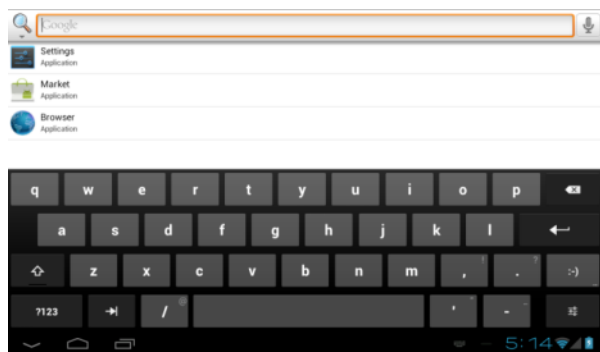 Google
Settings
Application
Market
Application
Browser
Application
q w e r t y u i o p
a s d f g h j k l
z x c v b n m , ! . ? :-)
?123 / @ ' " - _
5:14